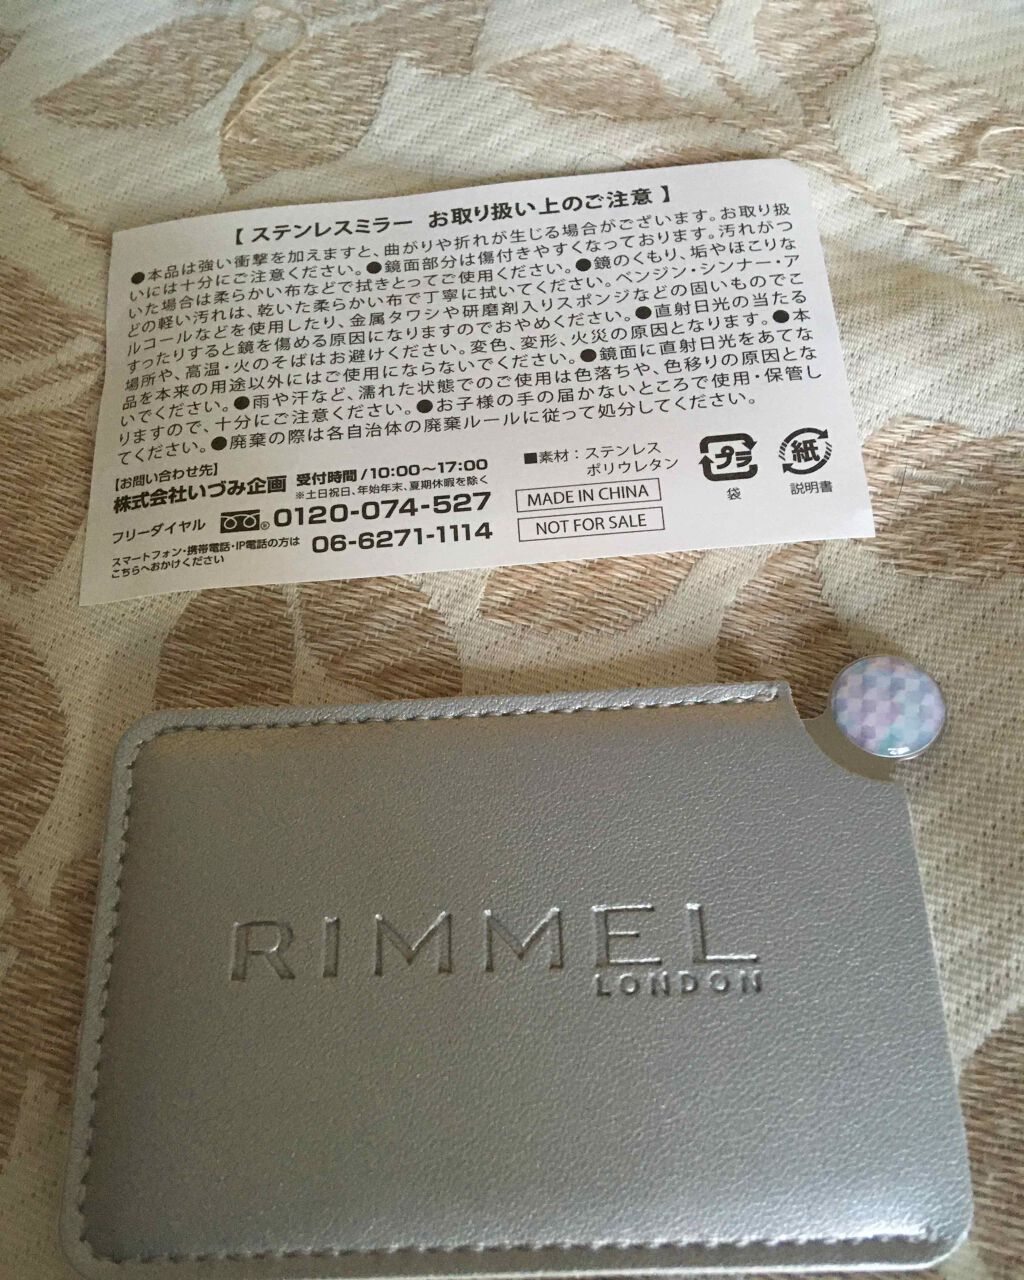 【 ステンレスミラー お取り扱い上のご注意 】
●本品は強い衝撃を加えますと、曲がりや折れが生じる場合がございます。お取り扱
いには十分にご注意ください。●鏡面部分は傷付きやすくなっております。汚れがつ
いた場合は柔らかい布などで拭きとってご使用ください。●鏡のくもり、垢やほこりな
どの軽い汚れは、乾いた柔らかい布で丁寧に拭いてください。ベンジン・シンナー・ア
ルコールなどを使用したり、金属タワシや研磨剤入りスポンジなどの固いものでこ
すったりすると鏡を傷める原因になりますのでおやめください。●直射日光の当たる
場所や、高温・火のそばはお避けください。変色、変形、火災の原因となります。●本
品を本来の用途以外にはご使用にならないでください。●鏡面に直射日光をあてな
いでください。●雨や汗など、濡れた状態でのご使用は色落ちや、色移りの原因とな
りますので、十分にご注意ください。●お子様の手の届かないところで使用・保管し
てください。●廃棄の際は各自治体の廃棄ルールに従って処分してください。
【お問い合わせ先】
株式会社いづみ企画 受付時間/10:00〜17:00
※土日祝日、年始年末、夏期休暇を除く
フリーダイヤル 0120-074-527
スマートフォン・携帯電話・IP電話の方は
こちらへおかけください
06-6271-1114
■素材：ステンレス
ポリウレタン
MADE IN CHINA
NOT FOR SALE
プラ
袋
紙
説明書
RIMMEL
LONDON